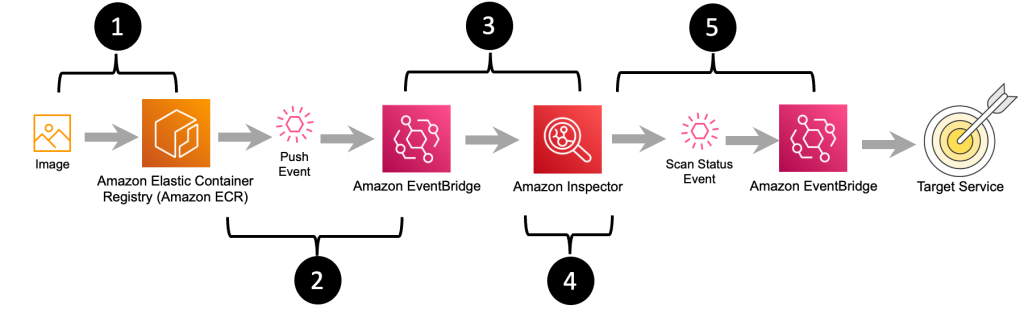 1
3
5
Image
Amazon Elastic Container
Registry (Amazon ECR)
Push
Event
Amazon EventBridge
Amazon Inspector
Scan Status
Event
Amazon EventBridge
Target Service
2
4